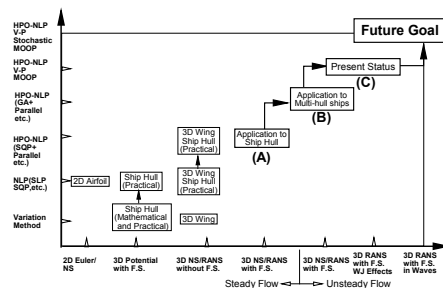 HPO-NLP
V-P
Stochastic
MOOP
Future Goal
HPO-NLP
V-P
MOOP
Present Status
(C)
HPO-NLP
(GA+
Parallel
etc.)
Application to
Multi-hull ships
(B)
HPO-NLP
(SQP+
Parallel
etc.)
3D Wing
Ship Hull
(Practical)
Application to
Ship Hull
(A)
NLP(SLP
SQP,etc.)
2D Airfoil
Ship Hull
(Practical)
3D Wing
Ship Hull
(Practical)
Variation
Method
Ship Hull
(Mathematical
and Practical)
3D Wing
2D Euler/
NS
3D Potential
with F.S.
3D NS/RANS
without F.S.
3D NS/RANS
with F.S.
3D NS/RANS
with F.S.
3D RANS
with F.S.
WJ Effects
3D RANS
with F.S.
in Waves
Steady Flow
Unsteady Flow